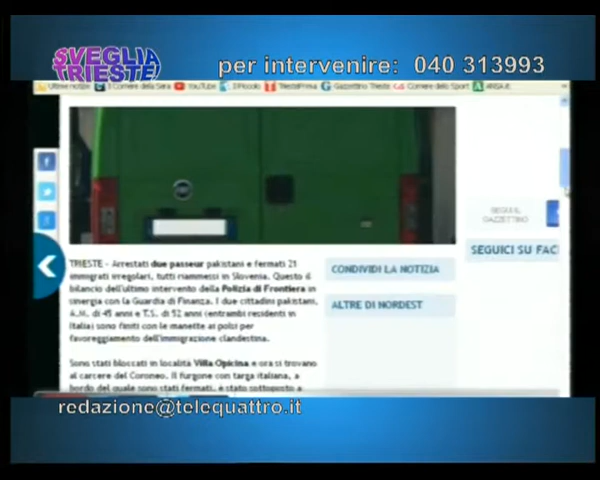 SVEGLIA
TRIESTE
per intervenire: 040 313993
Ultime notizie Il Corriere della Sera YouTube Il Piccolo TriestePrima Gazzettino Trieste Corriere dello Sport ANSA.it
SEGUI IL
GAZZETTINO
SEGUICI SU FAC
TRIESTE - Arrestati due passeur pakistani e fermati 21
immigrati irregolari, tutti riammessi in Slovenia. Questo il
bilancio dell'ultimo intervento della Polizia di Frontiera in
sinergia con la Guardia di Finanza. I due cittadini pakistani,
A.M. di 45 anni e T.S. di 52 anni (entrambi residenti in
Italia) sono finiti con le manette ai polsi per
favoreggiamento dell'immigrazione clandestina.
CONDIVIDI LA NOTIZIA
ALTRE DI NORDEST
Sono stati bloccati in località Villa Opicina e ora si trovano
al carcere del Coroneo. Il furgone con targa italiana, a
bordo del quale sono stati fermati, è stato sottoposto a
redazione@telequattro.it